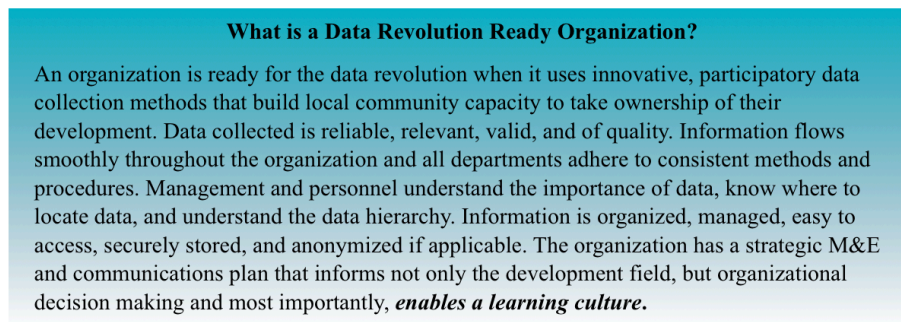 What is a Data Revolution Ready Organization?
An organization is ready for the data revolution when it uses innovative, participatory data
collection methods that build local community capacity to take ownership of their
development. Data collected is reliable, relevant, valid, and of quality. Information flows
smoothly throughout the organization and all departments adhere to consistent methods and
procedures. Management and personnel understand the importance of data, know where to
locate data, and understand the data hierarchy. Information is organized, managed, easy to
access, securely stored, and anonymized if applicable. The organization has a strategic M&E
and communications plan that informs not only the development field, but organizational
decision making and most importantly, enables a learning culture.